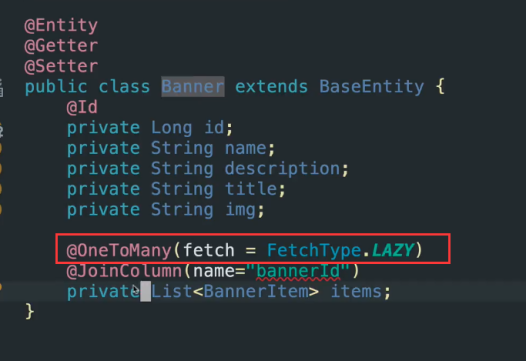 @Entity
@Getter
@Setter
public class Banner extends BaseEntity {
@Id
private Long id;
private String name;
private String description;
private String title;
private String img;
@OneToMany(fetch = FetchType.LAZY)
@JoinColumn(name="bannerId")
private List<BannerItem> items;
}